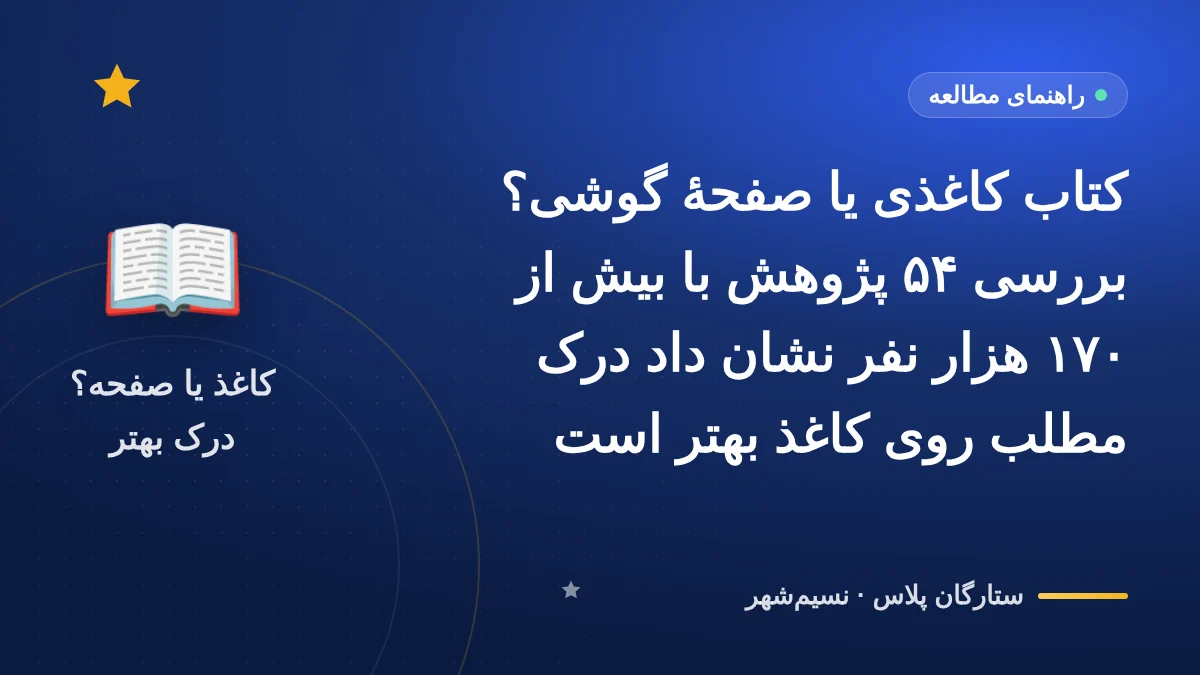 راهنمای مطالعه
کتاب کاغذی یا صفحهٔ گوشی؟
بررسی ۵۴ پژوهش با بیش از
۱۷۰ هزار نفر نشان داد درک
مطلب روی کاغذ بهتر است
کاغذ یا صفحه؟
درک بهتر
ستارگان پلاس · نسیم‌شهر